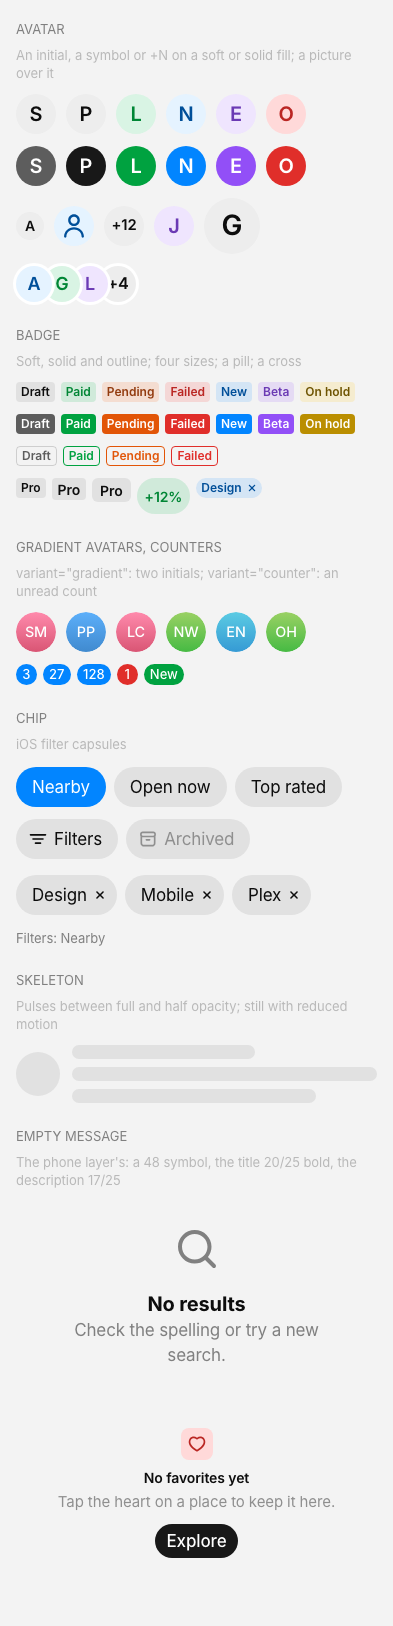 AVATAR
An initial, a symbol or +N on a soft or solid fill; a picture
over it
S P L N E O
S P L N E O
A +12 J G
A G L +4
BADGE
Soft, solid and outline; four sizes; a pill; a cross
Draft Paid Pending Failed New Beta On hold
Draft Paid Pending Failed New Beta On hold
Draft Paid Pending Failed
Pro Pro Pro +12% Design ×
GRADIENT AVATARS, COUNTERS
variant="gradient": two initials; variant="counter": an
unread count
SM PP LC NW EN OH
3 27 128 1 New
CHIP
iOS filter capsules
Nearby Open now Top rated
Filters Archived
Design × Mobile × Plex ×
Filters: Nearby
SKELETON
Pulses between full and half opacity; still with reduced
motion
EMPTY MESSAGE
The phone layer's: a 48 symbol, the title 20/25 bold, the
description 17/25
No results
Check the spelling or try a new
search.
No favorites yet
Tap the heart on a place to keep it here.
Explore